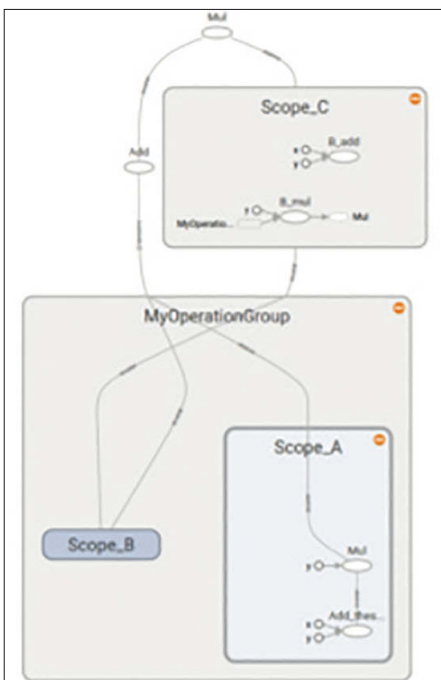 Mul
Scope_C
Add
B_add
x
y
B_mul
y
MyOperatio...
Mul
MyOperationGroup
Scope_A
Scope_B
Mul
y
Add_thes...
x
y